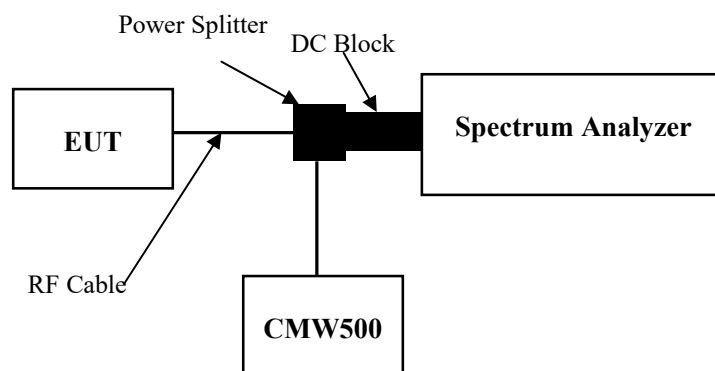 Power Splitter
DC Block
EUT
Spectrum Analyzer
RF Cable
CMW500